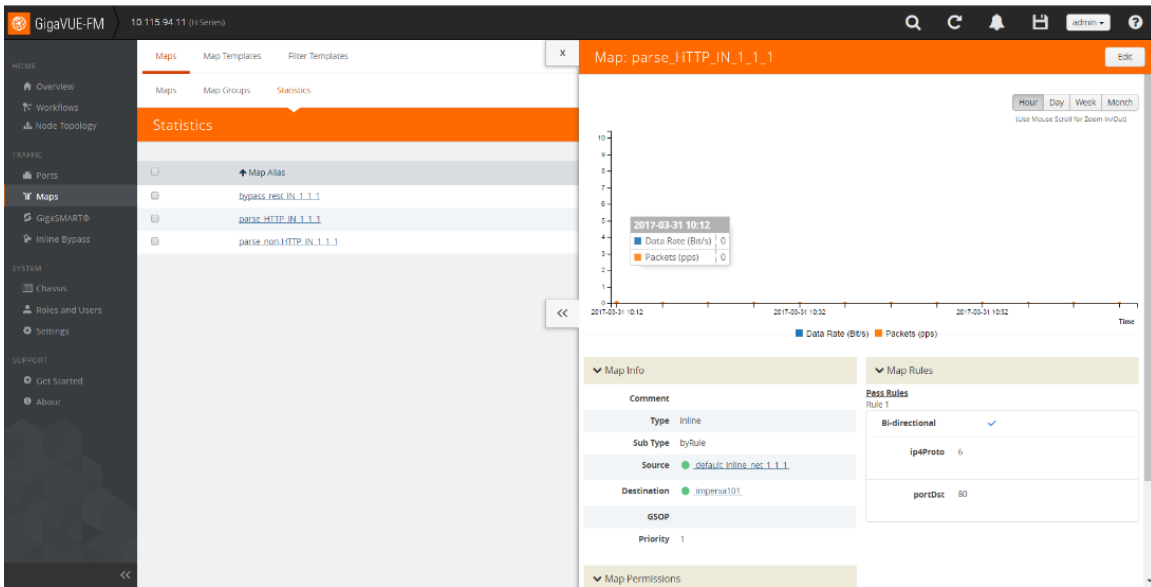 GigaVUE-FM 10.115.94.11 (H Series) admin
HOME
Overview
Workflows
Node Topology
TRAFFIC
Ports
Maps
GigaSMART®
Inline Bypass
SYSTEM
Chassis
Roles and Users
Settings
SUPPORT
Get Started
About
Maps Map Templates Filter Templates
Maps Map Groups Statistics
Statistics
Map Alias
bypass_rest_IN_1_1_1
parse_HTTP_IN_1_1_1
parse_non_HTTP_IN_1_1_1
x
Map: parse_HTTP_IN_1_1_1 Edit
Hour Day Week Month
(Use Mouse Scroll for Zoom In/Out)
10
9
8
7
6
5
4
3
2
1
0
2017-03-31 10:12
Data Rate (Bit/s) 0
Packets (pps) 0
2017-03-31 10:12 2017-03-31 10:32 2017-03-31 10:52
Time
Data Rate (Bit/s) Packets (pps)
Map Info
Comment
Type Inline
Sub Type byRule
Source default_inline_net_1_1_1
Destination imperva101
GSOP
Priority 1
Map Permissions
Map Rules
Pass Rules
Rule 1
Bi-directional
ip4Proto 6
portDst 80